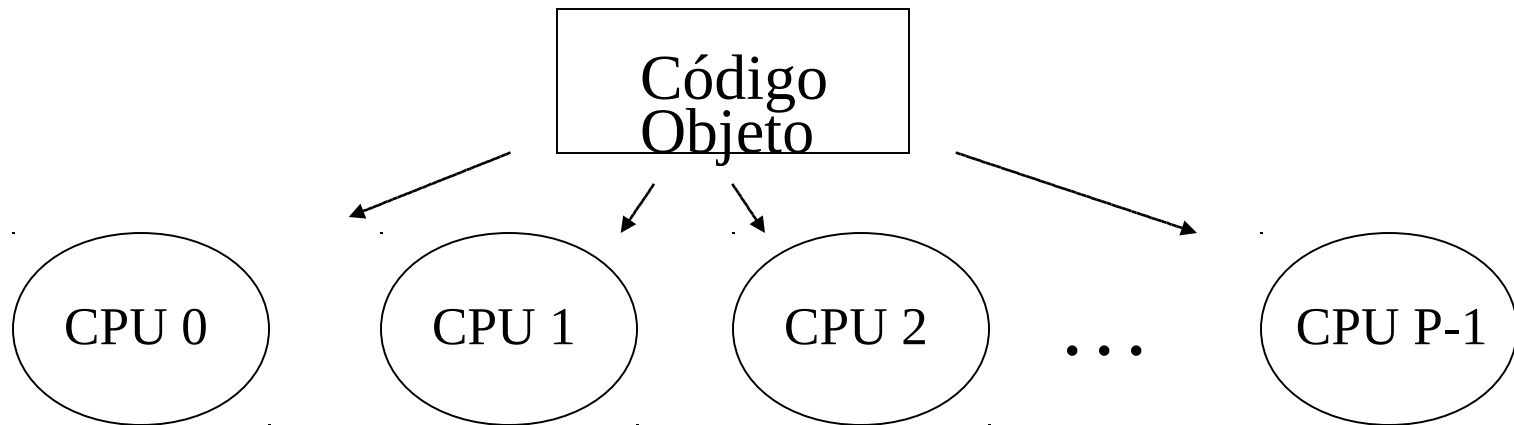 Código
Objeto
CPU 0
CPU 1
CPU 2
...
CPU P-1